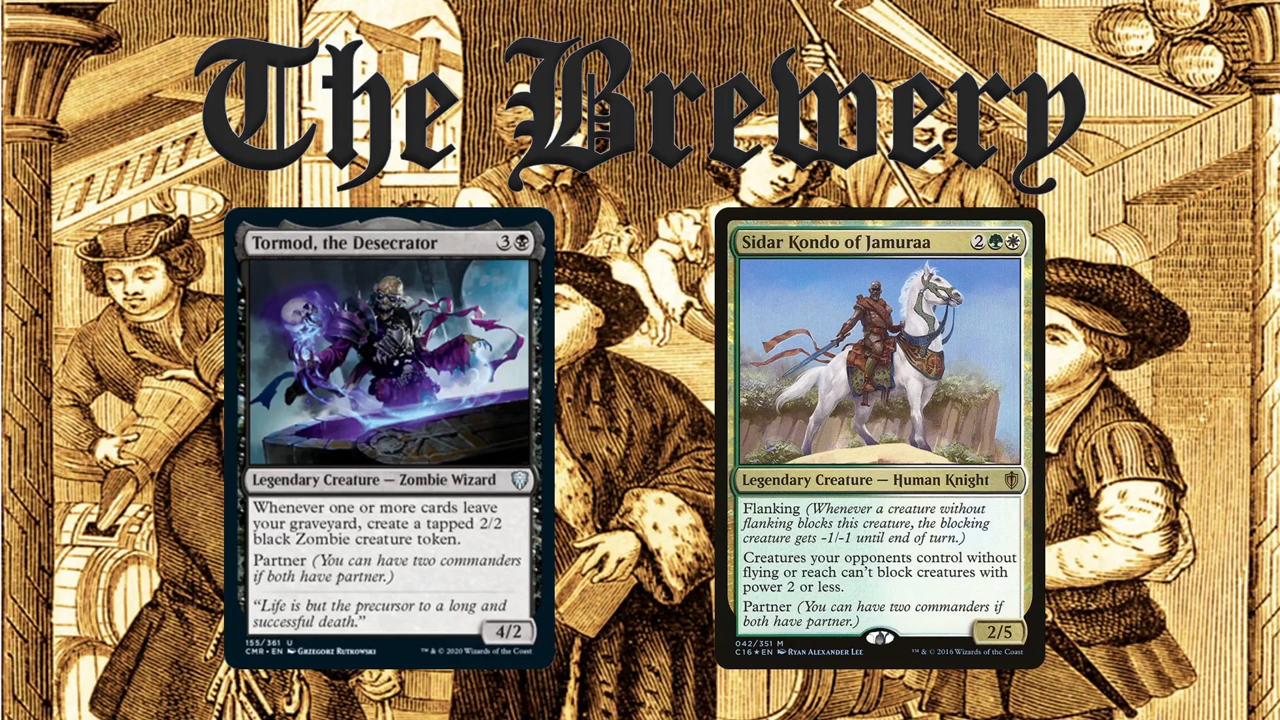 The Brewery
Tormod, the Desecrator 3
Legendary Creature — Zombie Wizard
Whenever one or more cards leave
your graveyard, create a tapped 2/2
black Zombie creature token.
Partner (You can have two commanders
if both have partner.)
“Life is but the precursor to a long and
successful death.”
4/2
155/361 U
CMR • EN Grzegorz Rutkowski ™ & © 2020 Wizards of the Coast
Sidar Kondo of Jamuraa 2
Legendary Creature — Human Knight
Flanking (Whenever a creature without
flanking blocks this creature, the blocking
creature gets -1/-1 until end of turn.)
Creatures your opponents control without
flying or reach can’t block creatures with
power 2 or less.
Partner (You can have two commanders if
both have partner.)
2/5
042/351 M
C16 ★ EN Ryan Alexander Lee ™ & © 2016 Wizards of the Coast